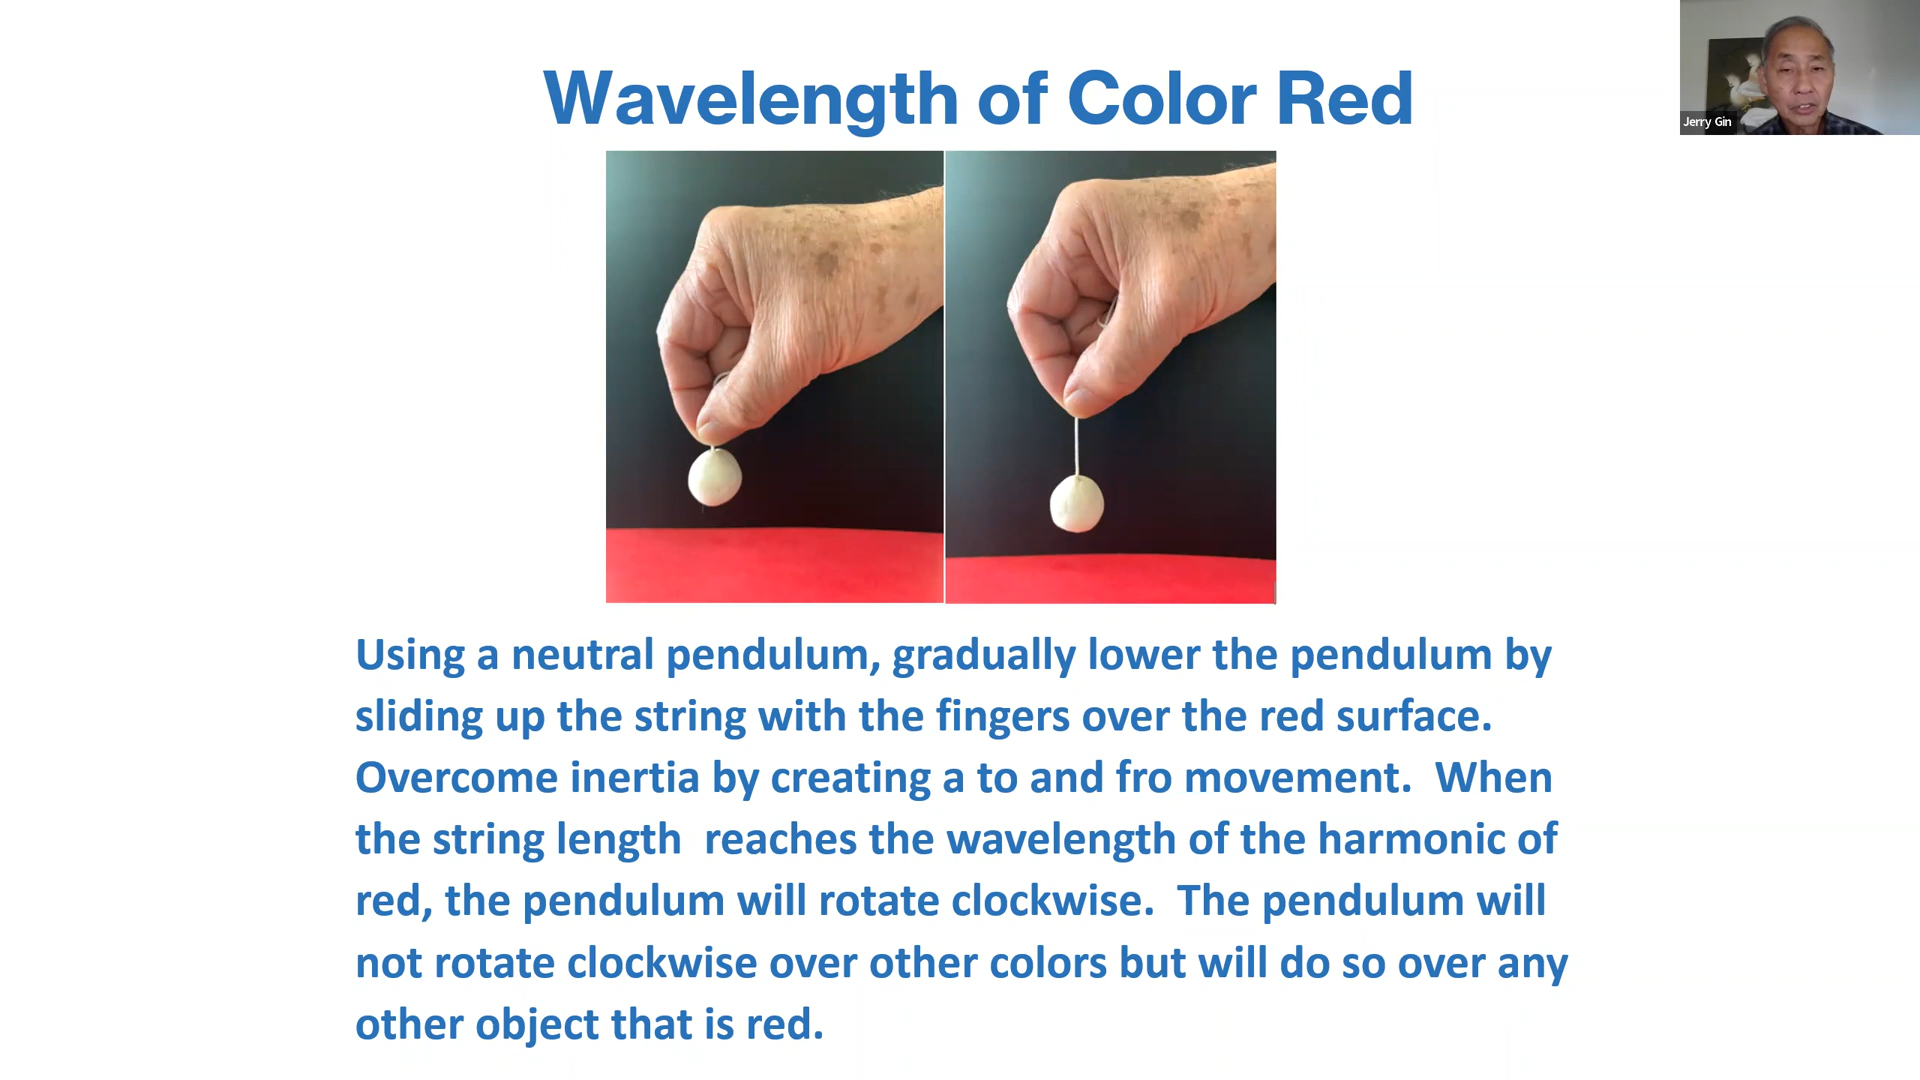 Wavelength of Color Red
Jerry Gin
Using a neutral pendulum, gradually lower the pendulum by
sliding up the string with the fingers over the red surface.
Overcome inertia by creating a to and fro movement.  When
the string length  reaches the wavelength of the harmonic of
red, the pendulum will rotate clockwise.  The pendulum will
not rotate clockwise over other colors but will do so over any
other object that is red.